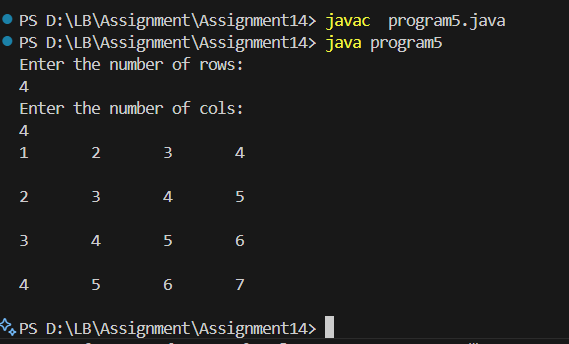 PS D:\LB\Assignment\Assignment14> javac  program5.java
PS D:\LB\Assignment\Assignment14> java program5
Enter the number of rows:
4
Enter the number of cols:
4
1 2 3 4
2 3 4 5
3 4 5 6
4 5 6 7
PS D:\LB\Assignment\Assignment14>